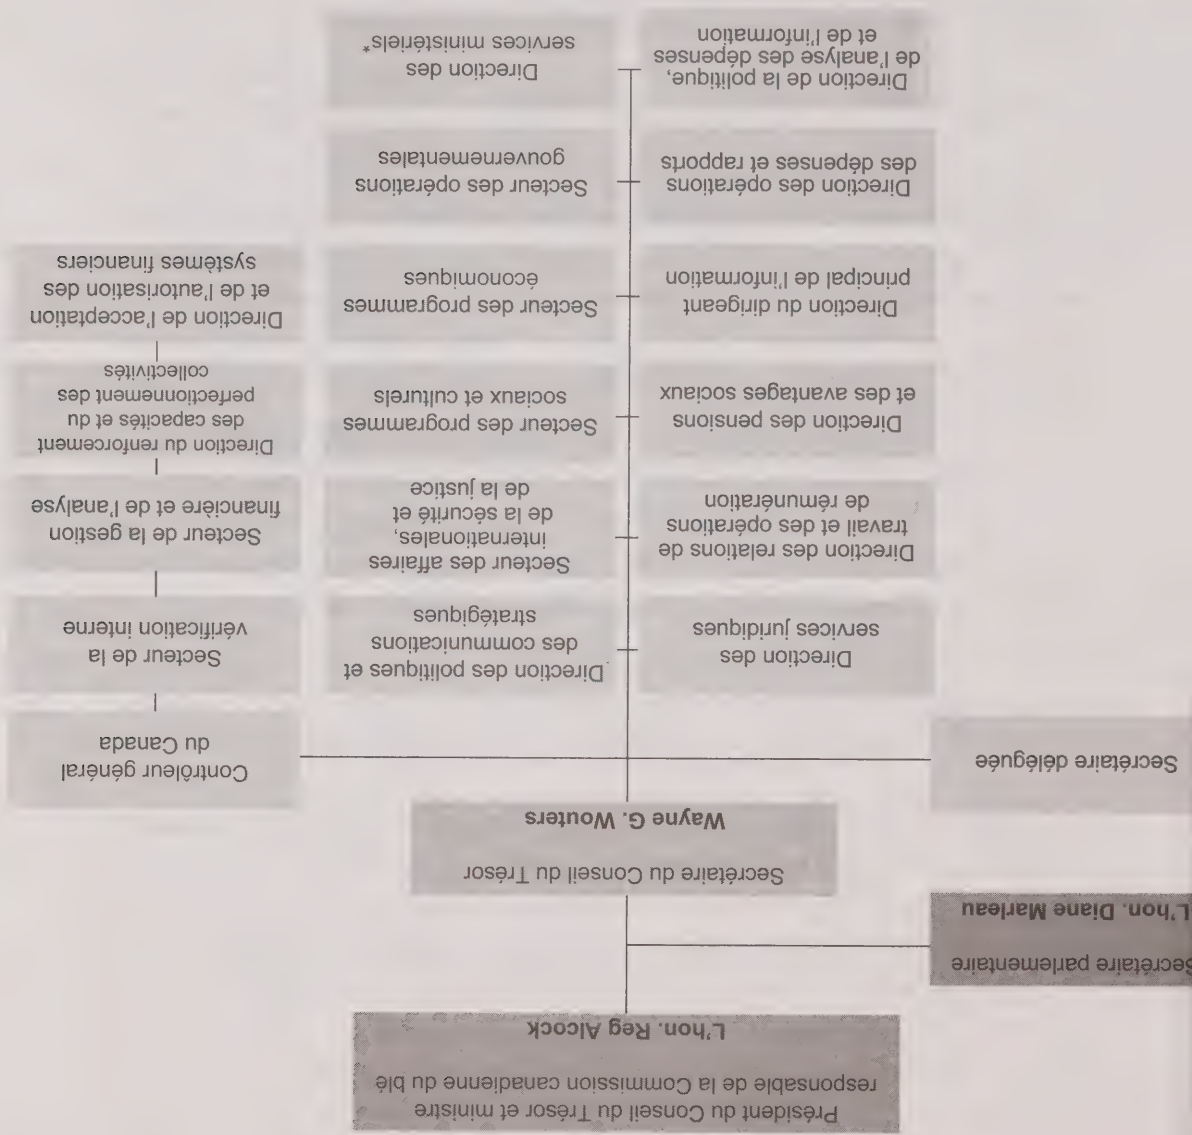 Président du Conseil du Trésor et ministre
responsable de la Commission canadienne du blé
L'hon. Reg Alcock
Secrétaire parlementaire
L'hon. Diane Marleau
Secrétaire du Conseil du Trésor
Wayne G. Wouters
Secrétaire déléguée
Contrôleur général
du Canada
Direction des
services juridiques
Direction des politiques et
des communications
stratégiques
Secteur de la
vérification interne
Direction des relations de
travail et des opérations
de rémunération
Secteur des affaires
internationales,
de la sécurité et
de la justice
Secteur de la gestion
financière et de l'analyse
Direction des pensions
et des avantages sociaux
Secteur des programmes
sociaux et culturels
Direction du renforcement
des capacités et du
perfectionnement des
collectivités
Direction du dirigeant
principal de l'information
Secteur des programmes
économiques
Direction de l'acceptation
et de l'autorisation des
systèmes financiers
Direction des opérations
des dépenses et rapports
Secteur des opérations
gouvernementales
Direction de la politique,
de l'analyse des dépenses
et de l'information
Direction des
services ministériels*